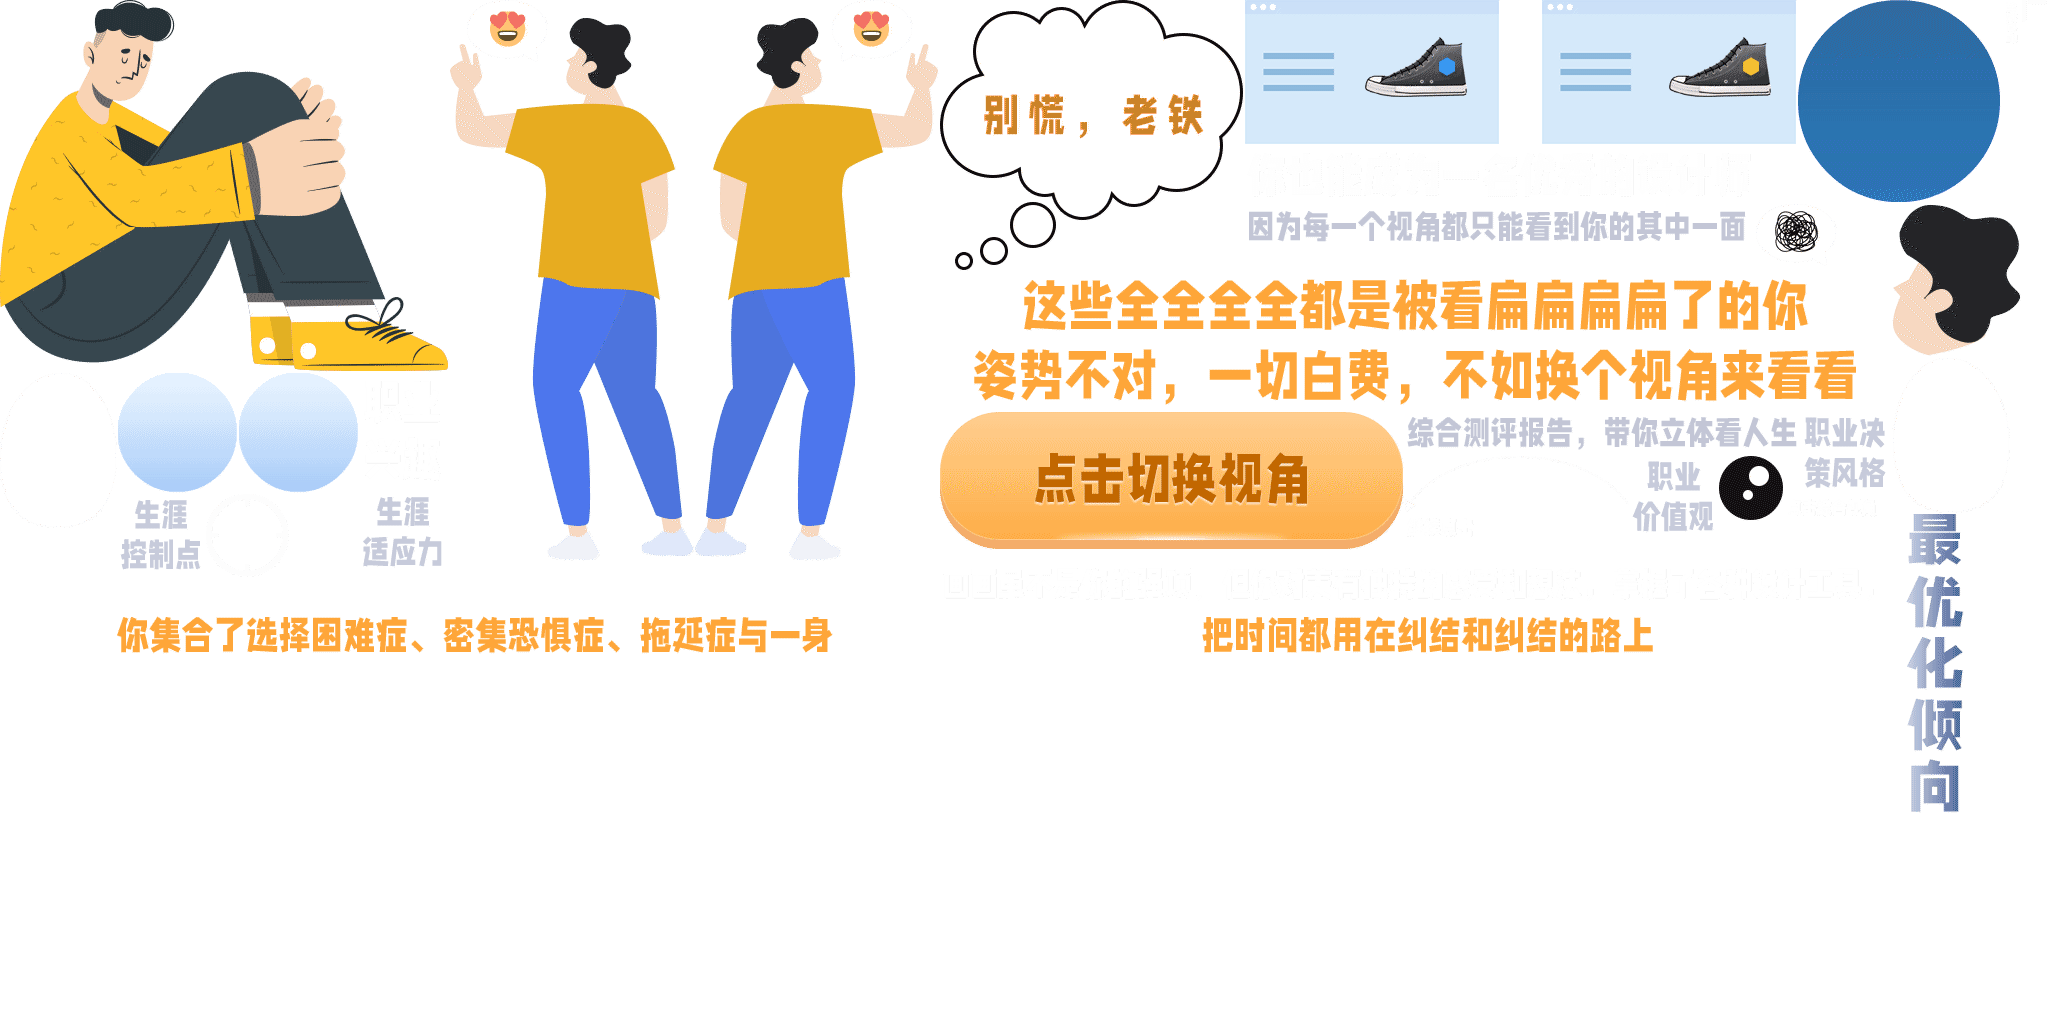 别慌，老铁
因为每一个视角都只能看到你的其中一面
这些全全全全都是被看扁扁扁扁了的你
姿势不对，一切白费，不如换个视角来看看
点击切换视角
综合测评报告，带你立体看人生
职业决
策风格
职业
价值观
生涯
控制点
生涯
适应力
最优化倾向
你集合了选择困难症、密集恐惧症、拖延症与一身
把时间都用在纠结和纠结的路上